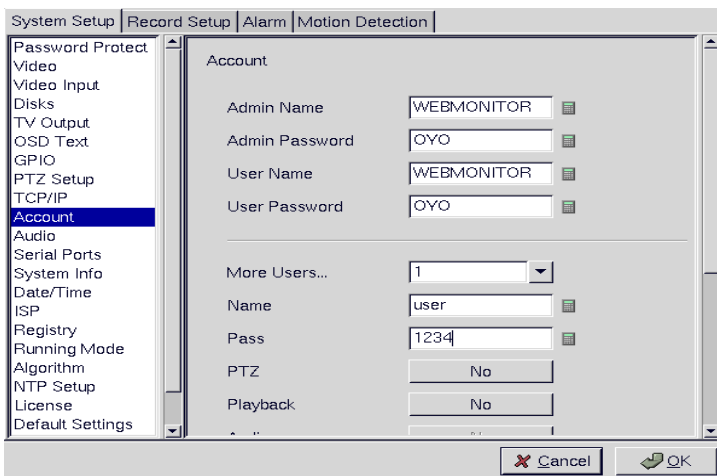 System Setup Record Setup Alarm Motion Detection
Password Protect
Video
Video Input
Disks
TV Output
OSD Text
GPIO
PTZ Setup
TCP/IP
Account
Audio
Serial Ports
System Info
Date/Time
ISP
Registry
Running Mode
Algorithm
NTP Setup
License
Default Settings
Account
Admin Name WEBMONITOR
Admin Password OYO
User Name WEBMONITOR
User Password OYO
More Users... 1
Name user
Pass 1234
PTZ No
Playback No
Cancel OK